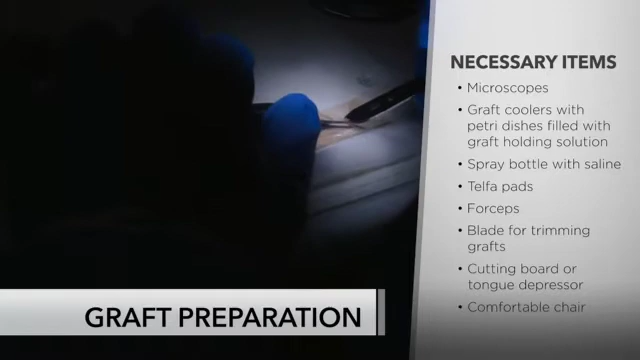 NECESSARY ITEMS
• Microscopes
• Graft coolers with
petri dishes filled with
graft holding solution
• Spray bottle with saline
• Telfa pads
• Forceps
• Blade for trimming
grafts
• Cutting board or
tongue depressor
• Comfortable chair
GRAFT PREPARATION